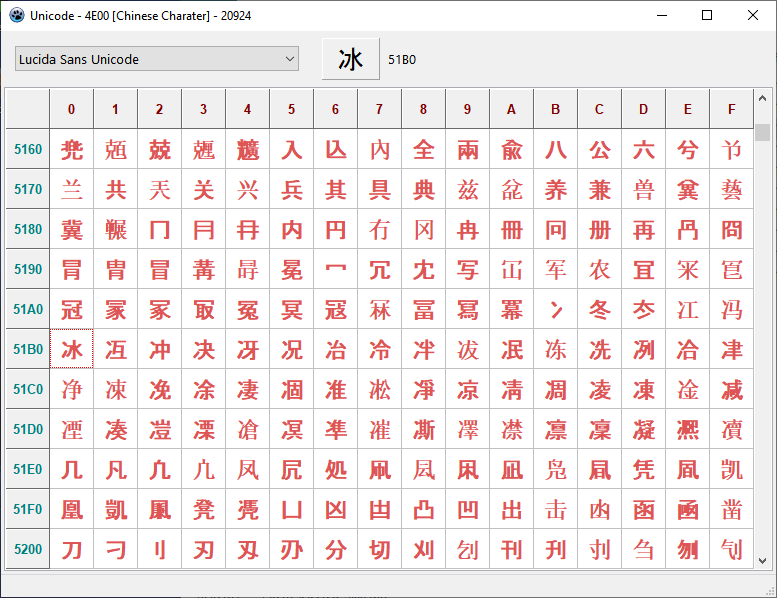 Unicode - 4E00 [Chinese Charater] - 20924
Lucida Sans Unicode 冰 51B0
0 1 2 3 4 5 6 7 8 9 A B C D E F
5160 兠 兡 兢 兣 兤 入 兦 內 全 兩 兪 八 公 六 兮 兯
5170 兰 共 兲 关 兴 兵 其 具 典 兹 兺 养 兼 兽 兾 兿
5180 冀 冁 冂 冃 冄 内 円 冇 冈 冉 冊 冋 册 再 冎 冏
5190 冐 冑 冒 冓 冔 冕 冖 冗 冘 写 冚 军 农 冝 冞 冟
51A0 冠 冡 冢 冣 冤 冥 冦 冧 冨 冩 冪 冫 冬 冭 冮 冯
51B0 冰 冱 冲 决 冴 况 冶 冷 冸 冹 冺 冻 冼 冽 冾 冿
51C0 净 凁 凂 凃 凄 凅 准 凇 凈 凉 凊 凋 凌 凍 凎 减
51D0 凐 凑 凒 凓 凔 凕 凖 凗 凘 凙 凚 凛 凜 凝 凞 凟
51E0 几 凡 凢 凣 凤 凥 処 凧 凨 凩 凪 凫 凬 凭 凮 凯
51F0 凰 凱 凲 凳 凴 凵 凶 凷 凸 凹 出 击 凼 函 凾 凿
5200 刀 刁 刂 刃 刄 刅 分 切 刈 刉 刊 刋 刌 刍 刎 刏